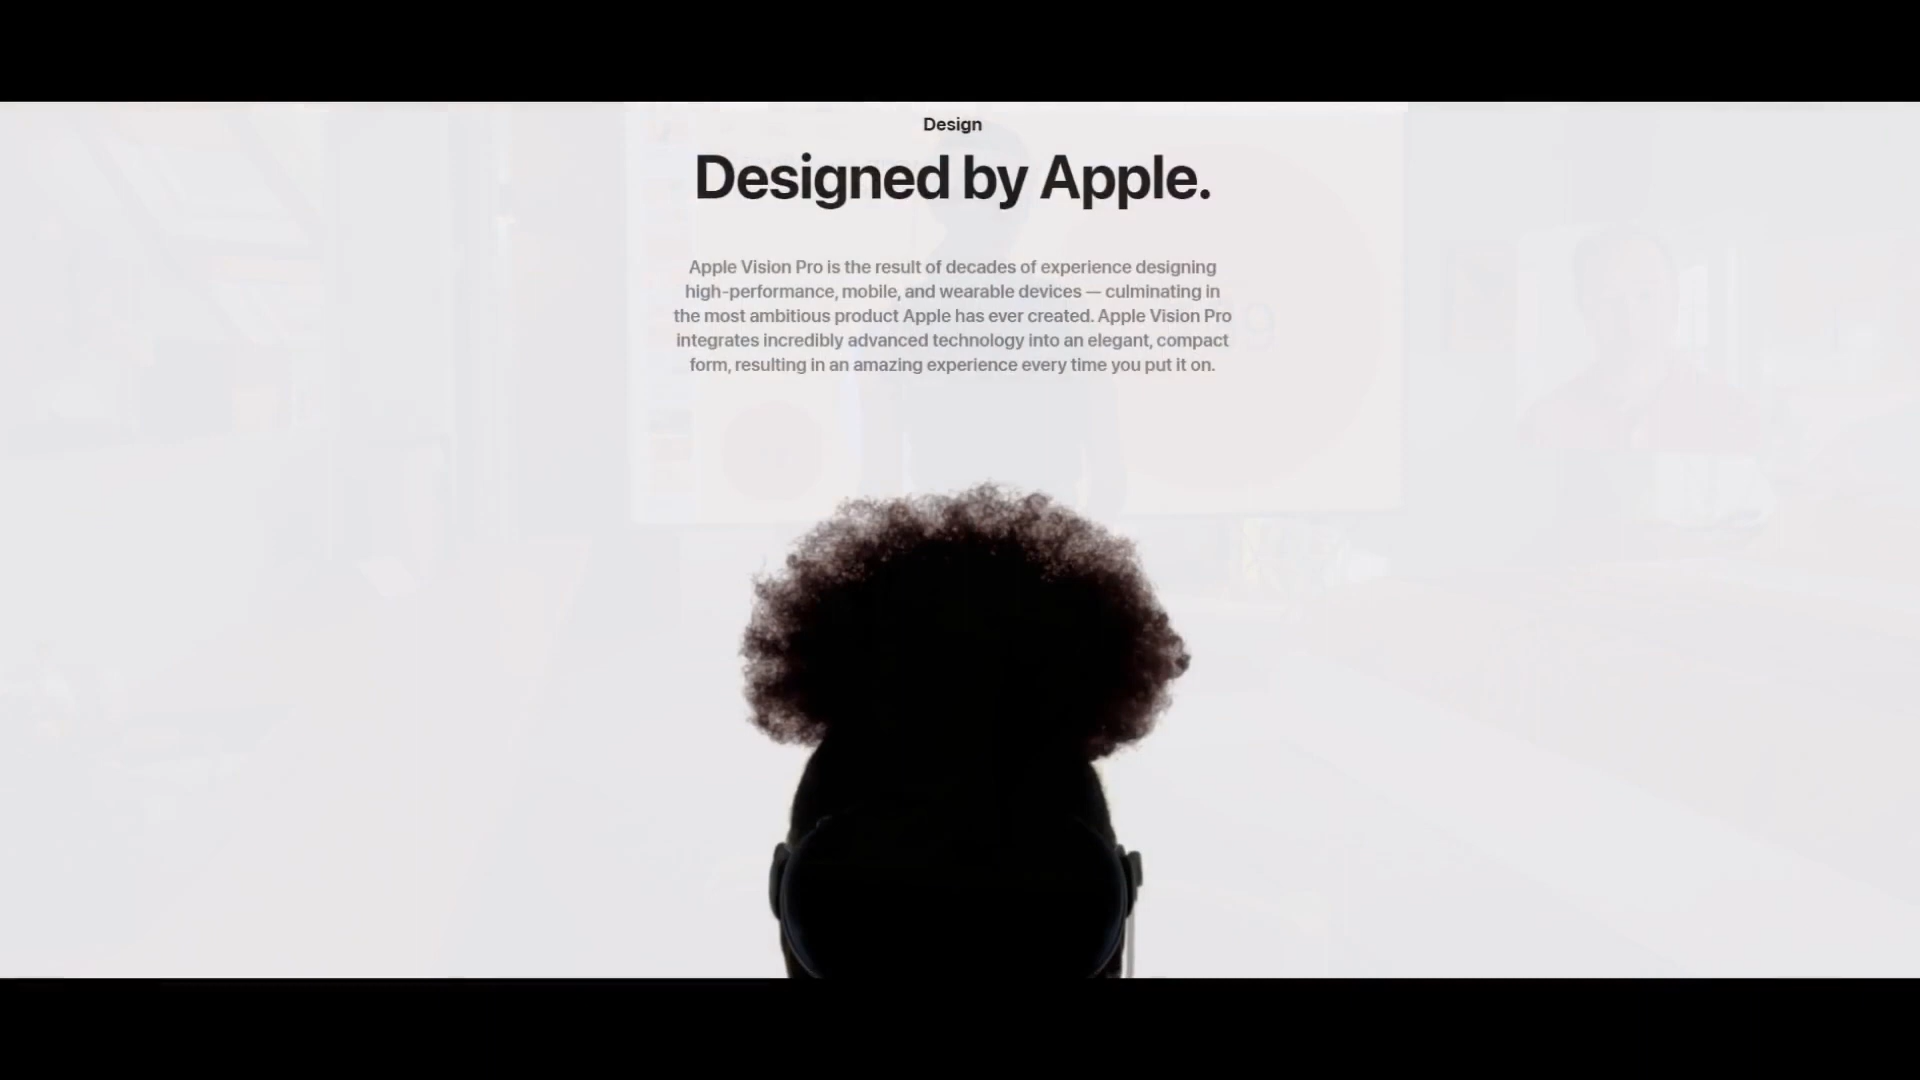 Design
Designed by Apple.
Apple Vision Pro is the result of decades of experience designing
high-performance, mobile, and wearable devices — culminating in
the most ambitious product Apple has ever created. Apple Vision Pro
integrates incredibly advanced technology into an elegant, compact
form, resulting in an amazing experience every time you put it on.